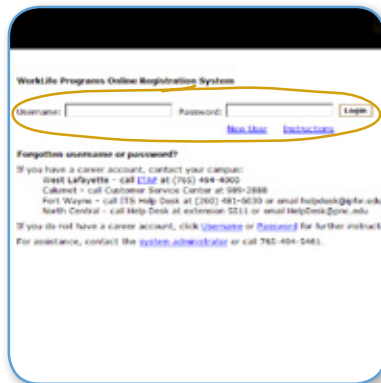 WorkLife Programs Online Registration System
Username: Password: Login
New User Instructions
Forgotten username or password?
If you have a career account, contact your campus:
West Lafayette - call ITAP at (765) 494-4000
Calumet - call Customer Service Center at 989-2888
Fort Wayne - call ITS Help Desk at (260) 481-6030 or email helpdesk@ipfw.edu
North Central - call Help Desk at extension 5511 or email HelpDesk@pnc.edu
If you do not have a career account, click Username or Password for further instruct
For assistance, contact the system administrator or call 765-494-5461.